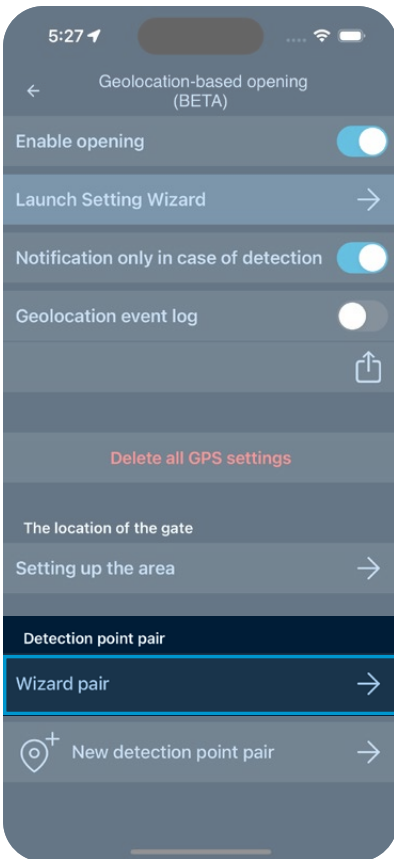 5:27
Geolocation-based opening
(BETA)
Enable opening
Launch Setting Wizard
Notification only in case of detection
Geolocation event log
Delete all GPS settings
The location of the gate
Setting up the area
Detection point pair
Wizard pair
New detection point pair